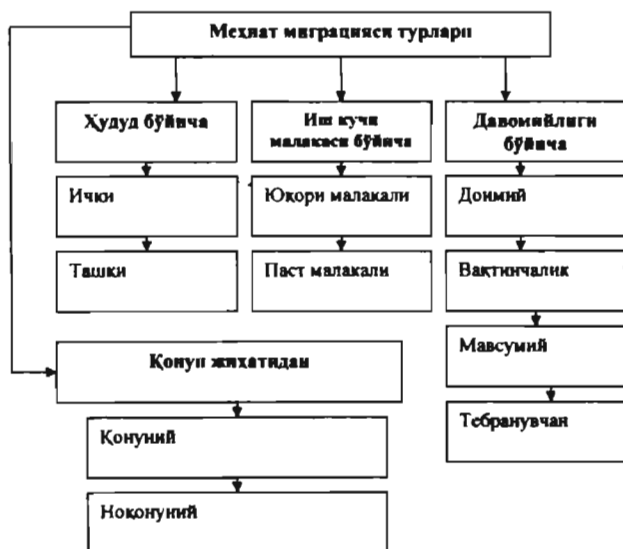 Меҳнат миграцияси турлари
Ҳудуд бўйича
Ички
Ташқи
Иш кучи
малакаси бўйича
Юқори малакали
Паст малакали
Давомийлиги
бўйича
Доимий
Вақтинчалик
Мавсумий
Тебранувчан
Қонун жиҳатидан
Қонуний
Ноқонуний